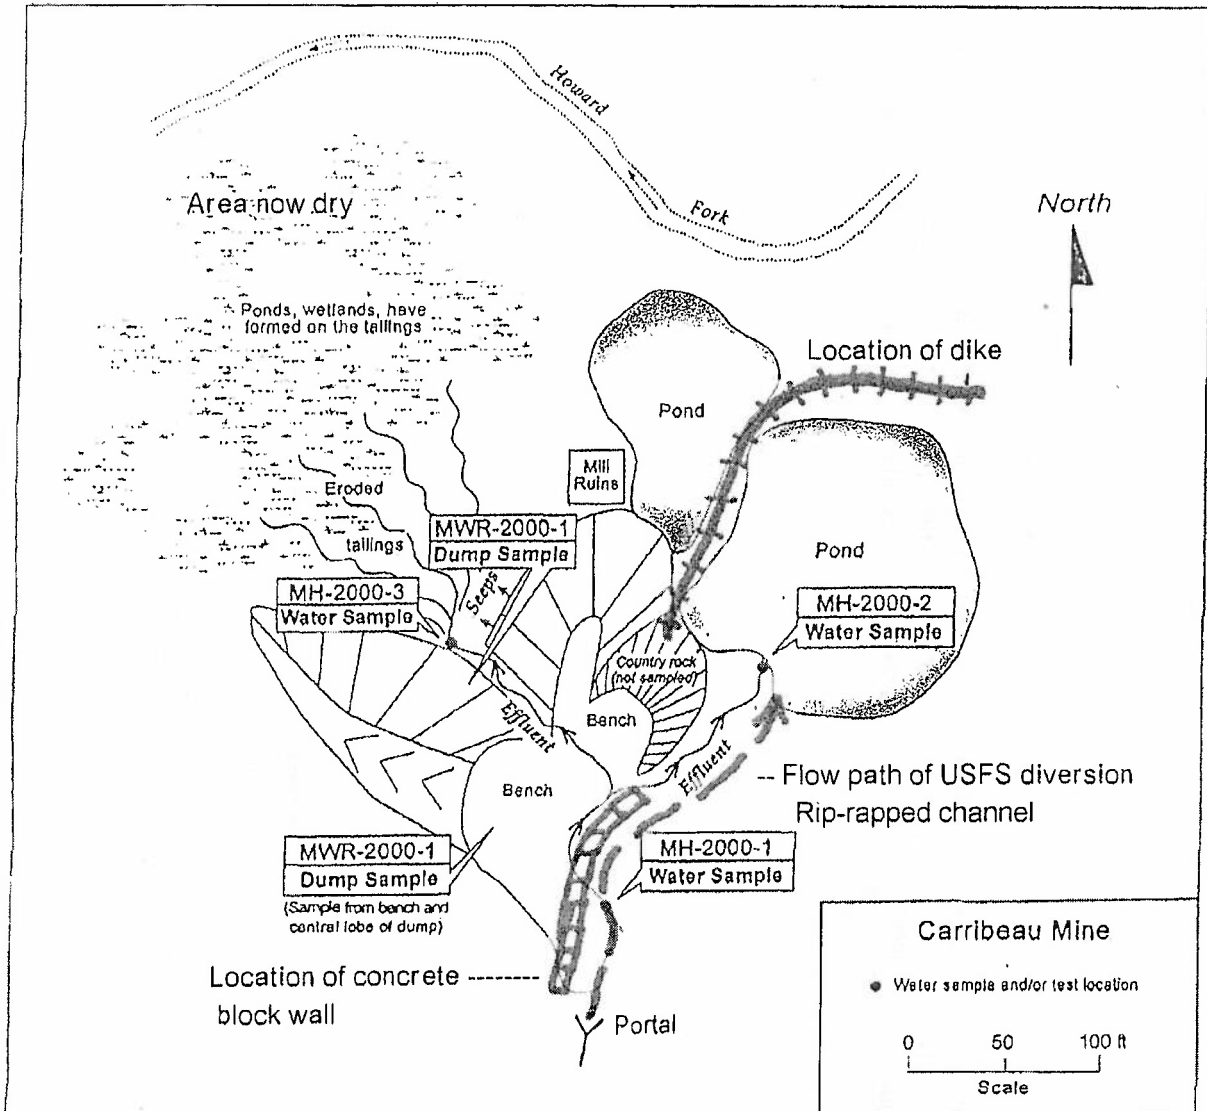 Howard
Fork
Area now dry
North
Ponds, wetlands, have
formed on the tailings
Location of dike
Pond
Mill
Ruins
Eroded
tailings
MWR-2000-1
Dump Sample
Pond
Seeps
MH-2000-3
Water Sample
MH-2000-2
Water Sample
Country rock
(not sampled)
Bench
Effluent
Effluent
Bench
-- Flow path of USFS diversion
Rip-rapped channel
MWR-2000-1
Dump Sample
(Sample from bench and
central lobe of dump)
MH-2000-1
Water Sample
Location of concrete --------
block wall
Portal
Carribeau Mine
Water sample and/or test location
0 50 100 ft
Scale